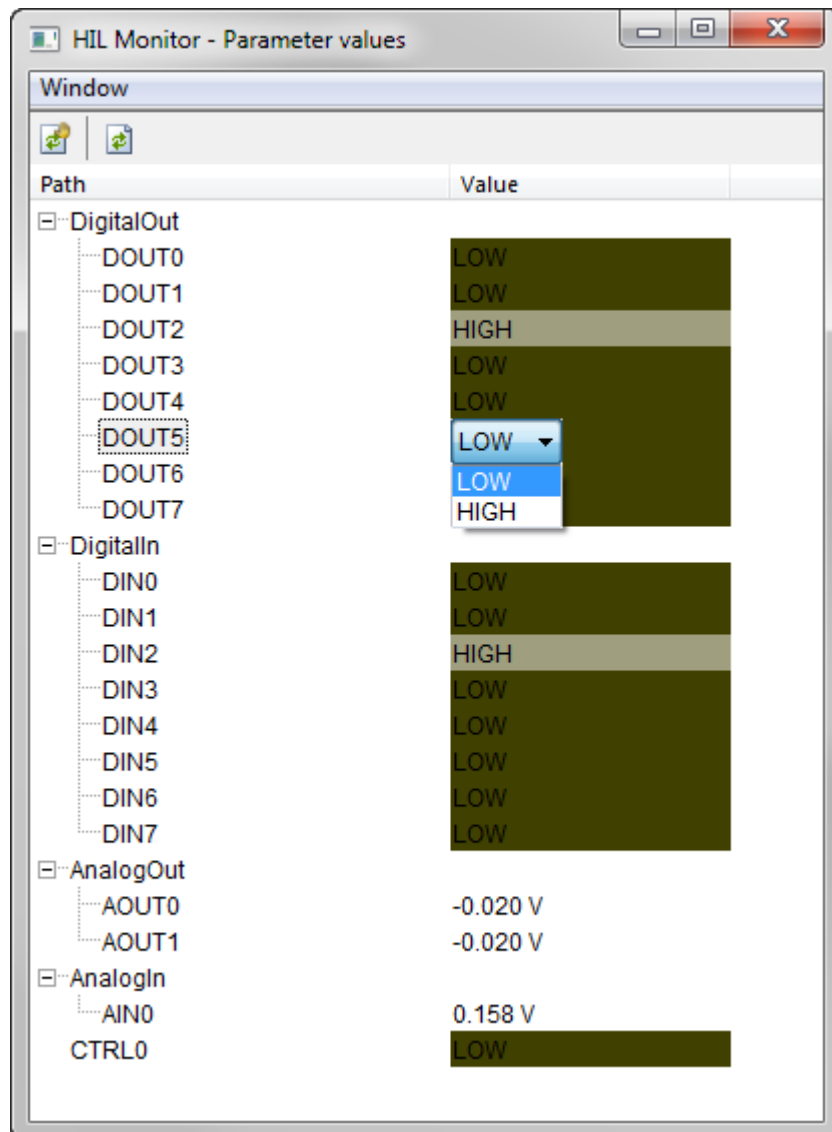 HIL Monitor - Parameter values
Window
Path Value
DigitalOut
DOUT0 LOW
DOUT1 LOW
DOUT2 HIGH
DOUT3 LOW
DOUT4 LOW
DOUT5 LOW
DOUT6 LOW
DOUT7 HIGH
DigitalIn
DIN0 LOW
DIN1 LOW
DIN2 HIGH
DIN3 LOW
DIN4 LOW
DIN5 LOW
DIN6 LOW
DIN7 LOW
AnalogOut
AOUT0 -0.020 V
AOUT1 -0.020 V
AnalogIn
AIN0 0.158 V
CTRL0 LOW